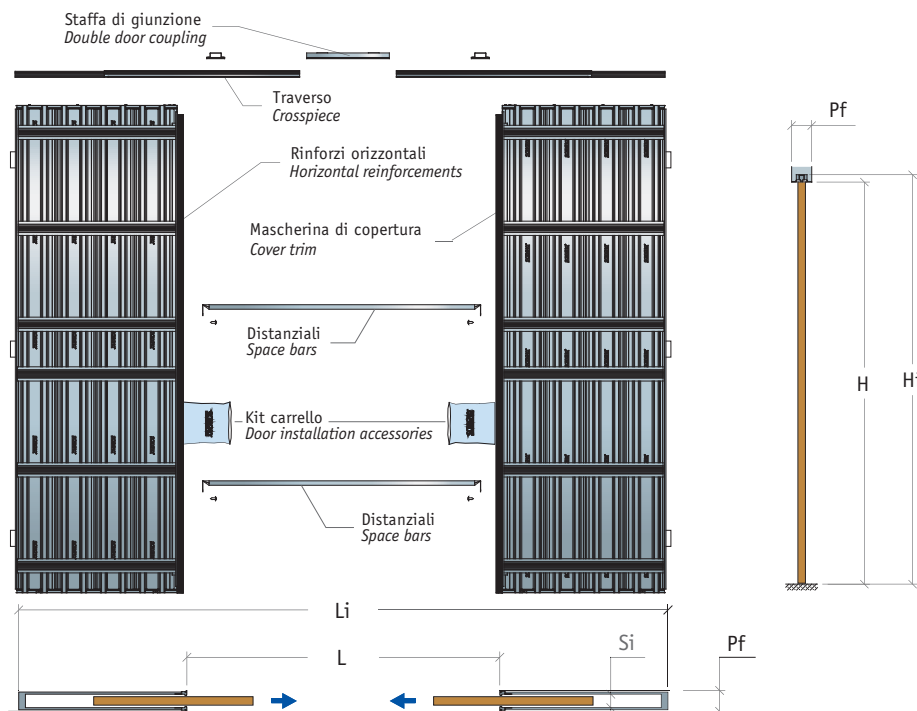 Staffa di giunzione
Double door coupling
Traverso
Crosspiece
Pf
Rinforzi orizzontali
Horizontal reinforcements
Mascherina di copertura
Cover trim
Distanziali
Space bars
H
Kit carrello
Door installation accessories
Distanziali
Space bars
Li
L
Si
Pf